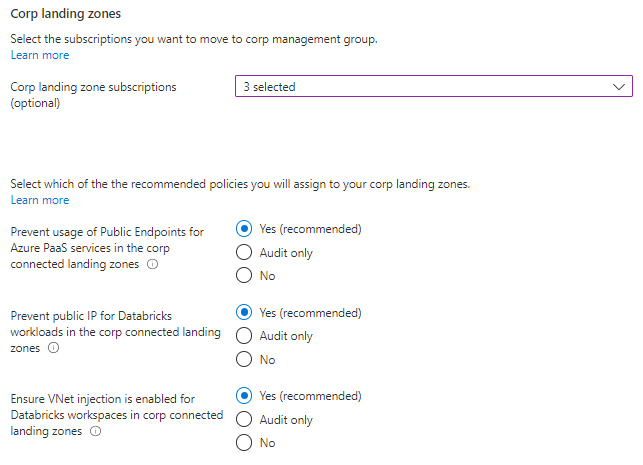 Corp landing zones
Select the subscriptions you want to move to corp management group.
Learn more
Corp landing zone subscriptions
(optional)
3 selected
Select which of the the recommended policies you will assign to your corp landing zones.
Learn more
Prevent usage of Public Endpoints for
Azure PaaS services in the corp
connected landing zones
Yes (recommended)
Audit only
No
Prevent public IP for Databricks
workloads in the corp connected landing
zones
Yes (recommended)
Audit only
No
Ensure VNet injection is enabled for
Databricks workspaces in corp connected
landing zones
Yes (recommended)
Audit only
No